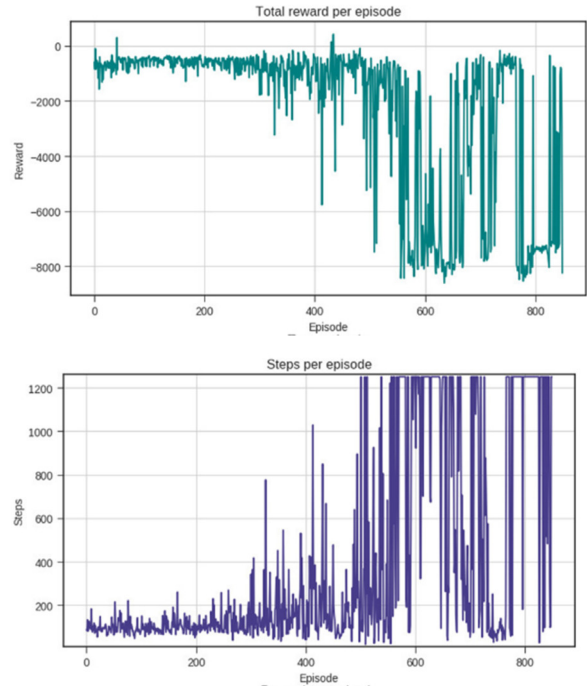 Total reward per episode
0
−2000
−4000
−6000
−8000
Reward
0 200 400 600 800
Episode
Steps per episode
1200
1000
800
600
400
200
Steps
0 200 400 600 800
Episode